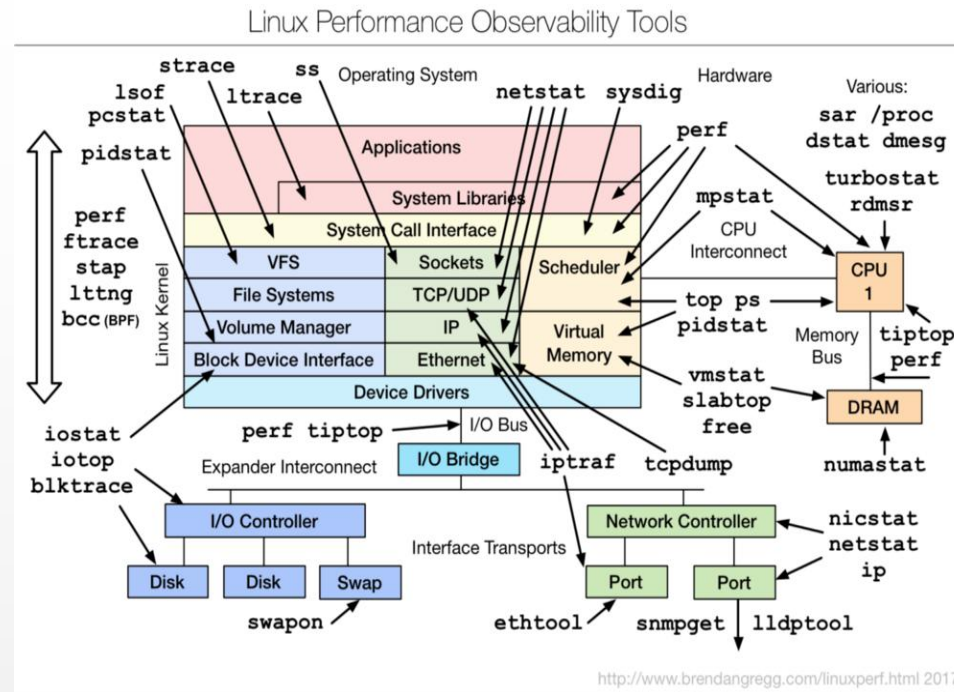 Linux Performance Observability Tools
strace
ss
Operating System
Hardware
lsof
ltrace
netstat
sysdig
Various:
pcstat
sar /proc
perf
dstat dmesg
pidstat
Applications
turbostat
mpstat
rdmsr
System Libraries
perf
ftrace
stap
lttng
bcc (BPF)
System Call Interface
CPU
Interconnect
Linux Kernel
VFS
Sockets
Scheduler
CPU
1
File Systems
TCP/UDP
top ps
pidstat
Volume Manager
IP
Virtual
Memory
Memory
Bus
tiptop
perf
Block Device Interface
Ethernet
vmstat
slabtop
free
Device Drivers
DRAM
iostat
iotop
blktrace
perf tiptop
I/O Bus
I/O Bridge
iptraf
tcpdump
numastat
Expander Interconnect
I/O Controller
Network Controller
nicstat
netstat
ip
Interface Transports
Disk
Disk
Swap
Port
Port
swapon
ethtool
snmpget
lldptool
http://www.brendangregg.com/linuxperf.html 2017